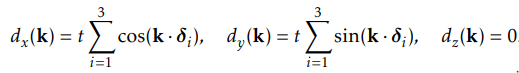 d_x(𝐤) = t ∑_{i=1}^{3} cos(𝐤 · 𝜹_i), d_y(𝐤) = t ∑_{i=1}^{3} sin(𝐤 · 𝜹_i), d_z(𝐤) = 0.